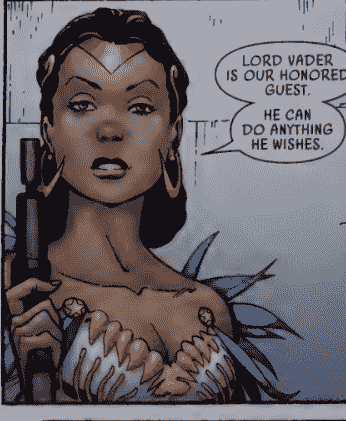 LORD VADER
IS OUR HONORED
GUEST.
HE CAN
DO ANYTHING
HE WISHES.